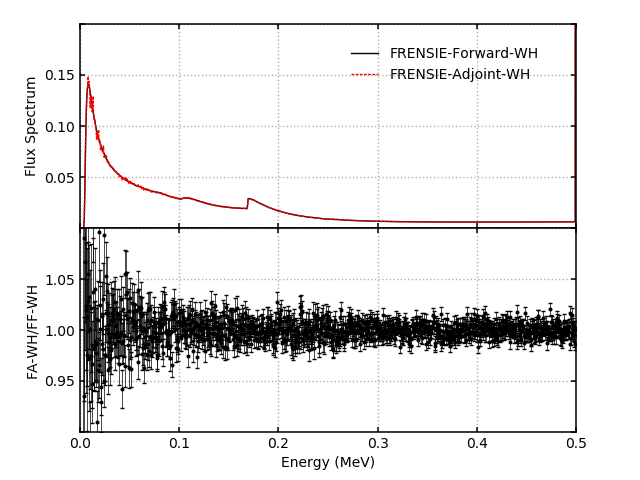 FRENSIE-Forward-WH
FRENSIE-Adjoint-WH
Flux Spectrum
0.15
0.10
0.05
FA-WH/FF-WH
1.05
1.00
0.95
0.0 0.1 0.2 0.3 0.4 0.5
Energy (MeV)